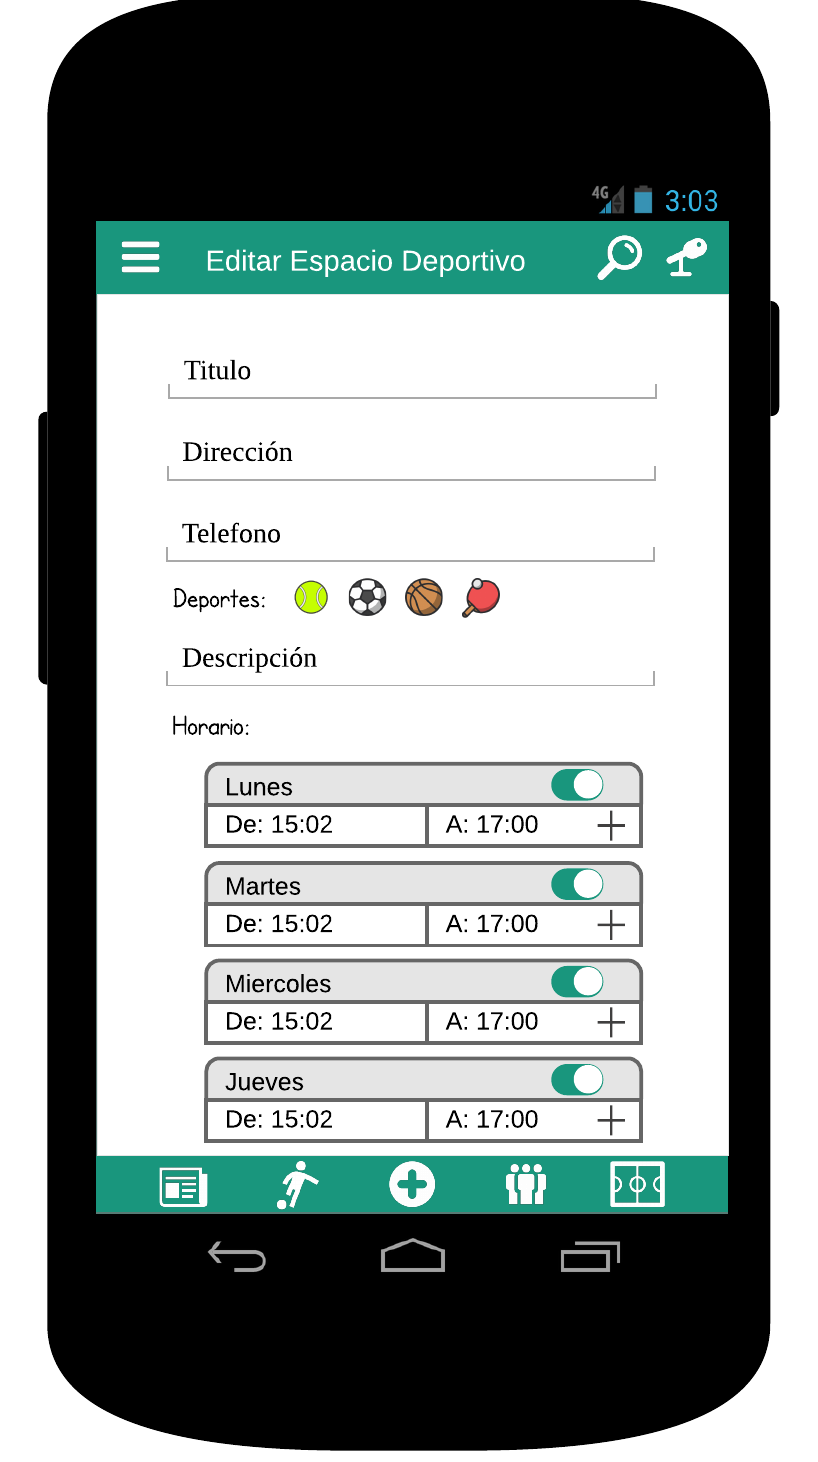 4G 3:03
Editar Espacio Deportivo
Titulo
Dirección
Telefono
Deportes:
Descripción
Horario:
Lunes
De: 15:02 A: 17:00
Martes
De: 15:02 A: 17:00
Miercoles
De: 15:02 A: 17:00
Jueves
De: 15:02 A: 17:00